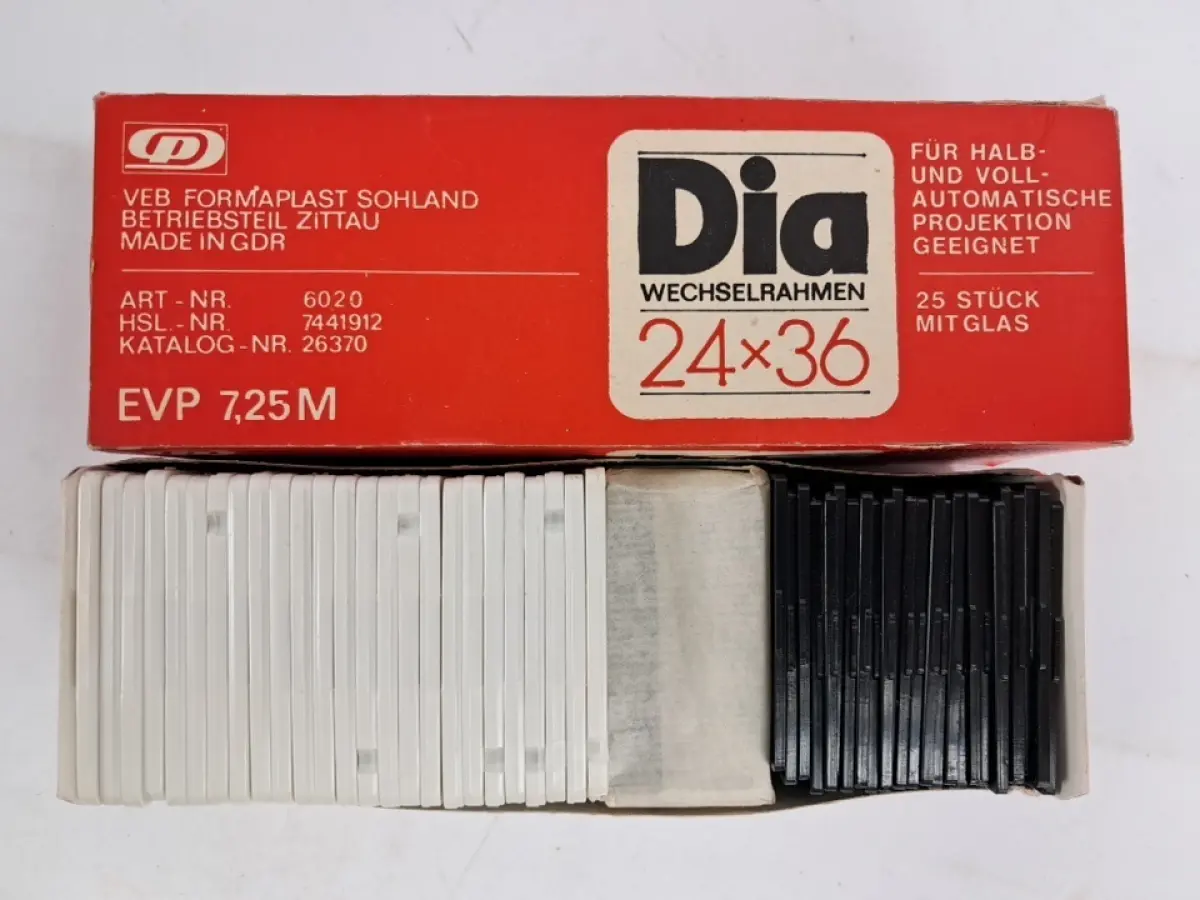 VEB FORMAPLAST SOHLAND
BETRIEBSTEIL ZITTAU
MADE IN GDR
ART-NR. 6020
HSL.-NR. 7441912
KATALOG-NR. 26370
EVP 7,25M
Dia
WECHSELRAHMEN
24×36
FÜR HALB-
UND VOLL-
AUTOMATISCHE
PROJEKTION
GEEIGNET
25 STÜCK
MIT GLAS